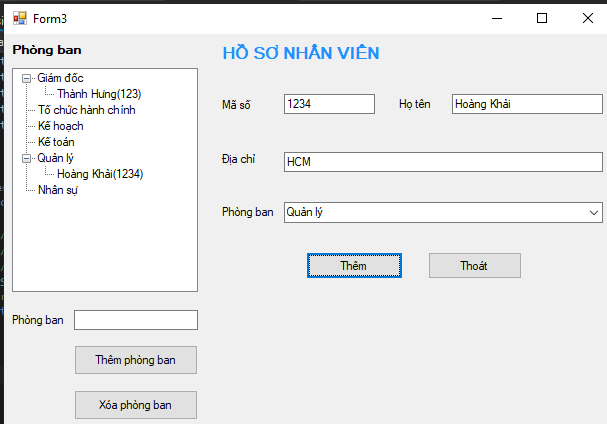 Form3
Phòng ban
HỒ SƠ NHÂN VIÊN
Giám đốc
Thành Hưng(123)
Tổ chức hành chính
Kế hoạch
Kế toán
Quản lý
Hoàng Khải(1234)
Nhân sự
Mã số 1234 Họ tên Hoàng Khải
Địa chỉ HCM
Phòng ban Quản lý
Thêm Thoát
Phòng ban
Thêm phòng ban
Xóa phòng ban